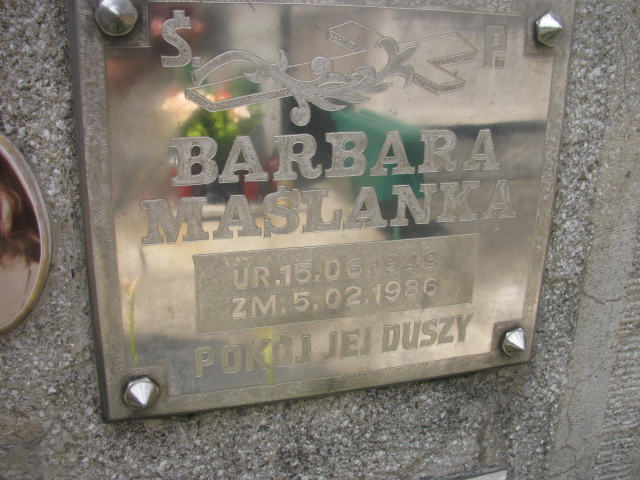 Ś. P.
BARBARA
MAŚLANKA
UR. 15.06.1949
ZM. 5.02.1986
POKÓJ JEJ DUSZY